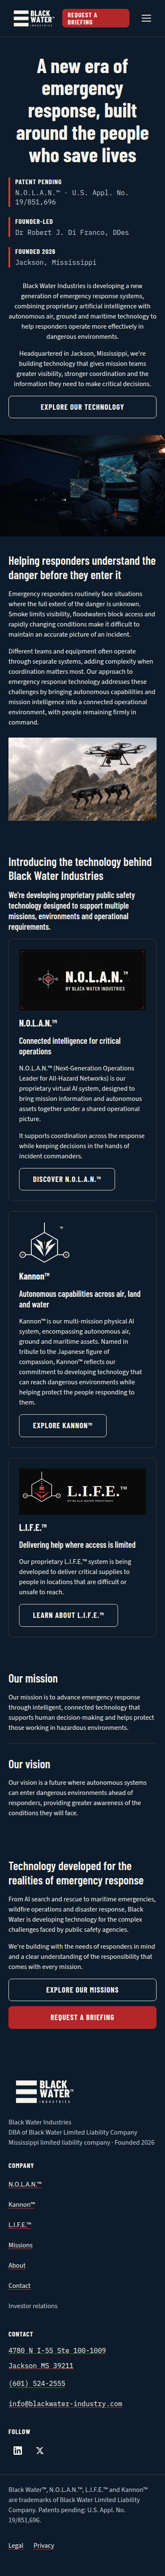 BLACK
WATER™
INDUSTRIES
REQUEST A
BRIEFING
A new era of
emergency
response, built
around the people
who save lives
PATENT PENDING
N.O.L.A.N.™ · U.S. Appl. No.
19/851,696
FOUNDER-LED
Dr Robert J. Di Franco, DDes
FOUNDED 2026
Jackson, Mississippi
Black Water Industries is developing a new
generation of emergency response systems,
combining proprietary artificial intelligence with
autonomous air, ground and maritime technology to
help responders operate more effectively in
dangerous environments.
Headquartered in Jackson, Mississippi, we're
building technology that gives mission teams
greater visibility, stronger coordination and the
information they need to make critical decisions.
EXPLORE OUR TECHNOLOGY
Helping responders understand the
danger before they enter it
Emergency responders routinely face situations
where the full extent of the danger is unknown.
Smoke limits visibility, floodwaters block access and
rapidly changing conditions make it difficult to
maintain an accurate picture of an incident.
Different teams and equipment often operate
through separate systems, adding complexity when
coordination matters most. Our approach to
emergency response technology addresses these
challenges by bringing autonomous capabilities and
mission intelligence into a connected operational
environment, with people remaining firmly in
command.
Introducing the technology behind
Black Water Industries
We're developing proprietary public safety
technology designed to support multiple
missions, environments and operational
requirements.
N.O.L.A.N.™
BY BLACK WATER INDUSTRIES
N.O.L.A.N.™
Connected intelligence for critical
operations
N.O.L.A.N.™ (Next-Generation Operations
Leader for All-Hazard Networks) is our
proprietary virtual AI system, designed to
bring mission information and autonomous
assets together under a shared operational
picture.
It supports coordination across the response
while keeping decisions in the hands of
incident commanders.
DISCOVER N.O.L.A.N.™
™
Kannon™
Autonomous capabilities across air, land
and water
Kannon™ is our multi-mission physical AI
system, encompassing autonomous air,
ground and maritime assets. Named in
tribute to the Japanese figure of
compassion, Kannon™ reflects our
commitment to developing technology that
can reach dangerous environments while
helping protect the people responding to
them.
EXPLORE KANNON™
L.I.F.E.™
BY BLACK WATER INDUSTRIES
L.I.F.E.™
Delivering help where access is limited
Our proprietary L.I.F.E.™ system is being
developed to deliver critical supplies to
people in locations that are difficult or
unsafe to reach.
LEARN ABOUT L.I.F.E.™
Our mission
Our mission is to advance emergency response
through intelligent, connected technology that
supports human decision-making and helps protect
those working in hazardous environments.
Our vision
Our vision is a future where autonomous systems
can enter dangerous environments ahead of
responders, providing greater awareness of the
conditions they will face.
Technology developed for the
realities of emergency response
From AI search and rescue to maritime emergencies,
wildfire operations and disaster response, Black
Water is developing technology for the complex
challenges faced by public safety agencies.
We're building with the needs of responders in mind
and a clear understanding of the responsibility that
comes with every mission.
EXPLORE OUR MISSIONS
REQUEST A BRIEFING
BLACK
WATER™
INDUSTRIES
Black Water Industries
DBA of Black Water Limited Liability Company
Mississippi limited liability company · Founded 2026
COMPANY
N.O.L.A.N.™
Kannon™
L.I.F.E.™
Missions
About
Contact
Investor relations
CONTACT
4780 N I-55 Ste 100-1009
Jackson MS 39211
(601) 524-2555
info@blackwater-industry.com
FOLLOW
Black Water™, N.O.L.A.N.™, L.I.F.E.™ and Kannon™
are trademarks of Black Water Limited Liability
Company. Patents pending: U.S. Appl. No.
19/851,696.
Legal Privacy